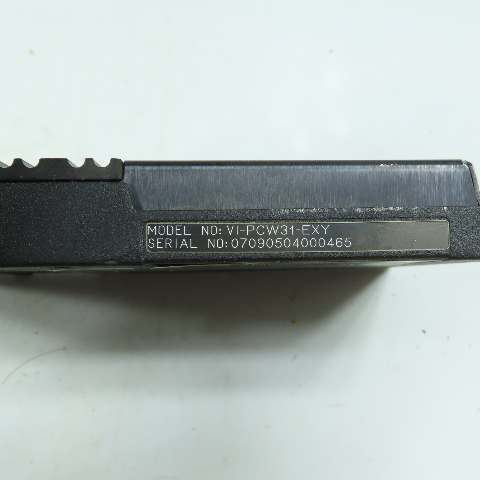 MODEL NO: VI-PCW31-EXY
SERIAL NO: 07090504000465